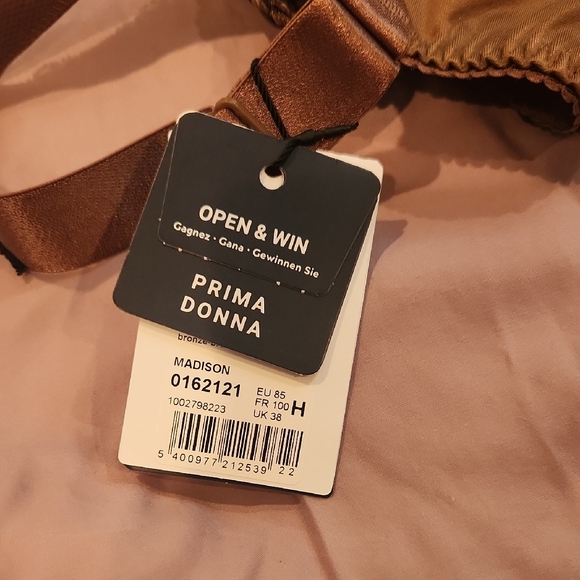 OPEN & WIN
Gagnez · Gana · Gewinnen Sie
PRIMA
DONNA
MADISON
0162121
EU 85
FR 100 H
UK 38
1002798223
5 400977 212539 22